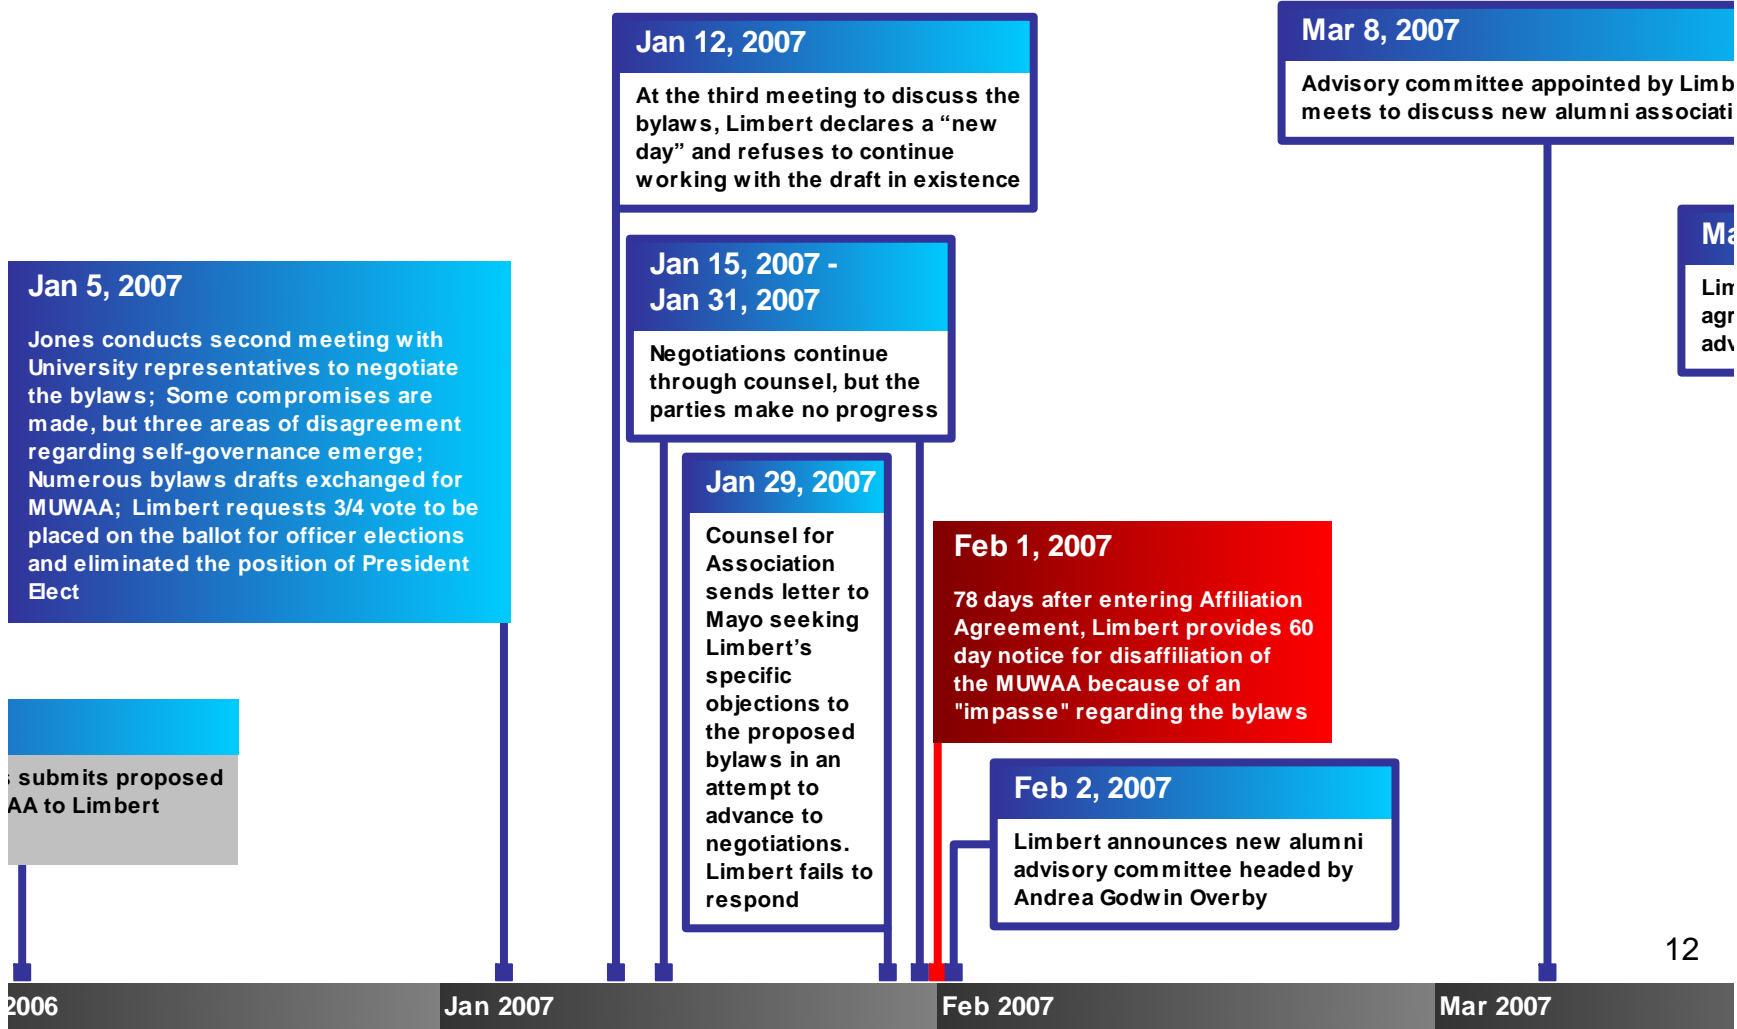 Jan 12, 2007
At the third meeting to discuss the
bylaws, Limbert declares a “new
day” and refuses to continue
working with the draft in existence
Mar 8, 2007
Advisory committee appointed by
meets to discuss new alumni
Jan 15, 2007 -
Jan 31, 2007
Negotiations continue
through counsel, but the
parties make no progress
Jan 5, 2007
Jones conducts second meeting with
University representatives to negotiate
the bylaws; Some compromises are
made, but three areas of disagreement
regarding self-governance emerge;
Numerous bylaws drafts exchanged for
MUWAA; Limbert requests 3/4 vote to be
placed on the ballot for officer elections
and eliminated the position of President
Elect
Jan 29, 2007
Counsel for
Association
sends letter to
Mayo seeking
Limbert’s
specific
objections to
the proposed
bylaws in an
attempt to
advance to
negotiations.
Limbert fails to
respond
Feb 1, 2007
78 days after entering Affiliation
Agreement, Limbert provides 60
day notice for disaffiliation of
the MUWAA because of an
"impasse" regarding the bylaws
submits proposed
AA to Limbert
Feb 2, 2007
Limbert announces new alumni
advisory committee headed by
Andrea Godwin Overby
12
2006
Jan 2007
Feb 2007
Mar 2007